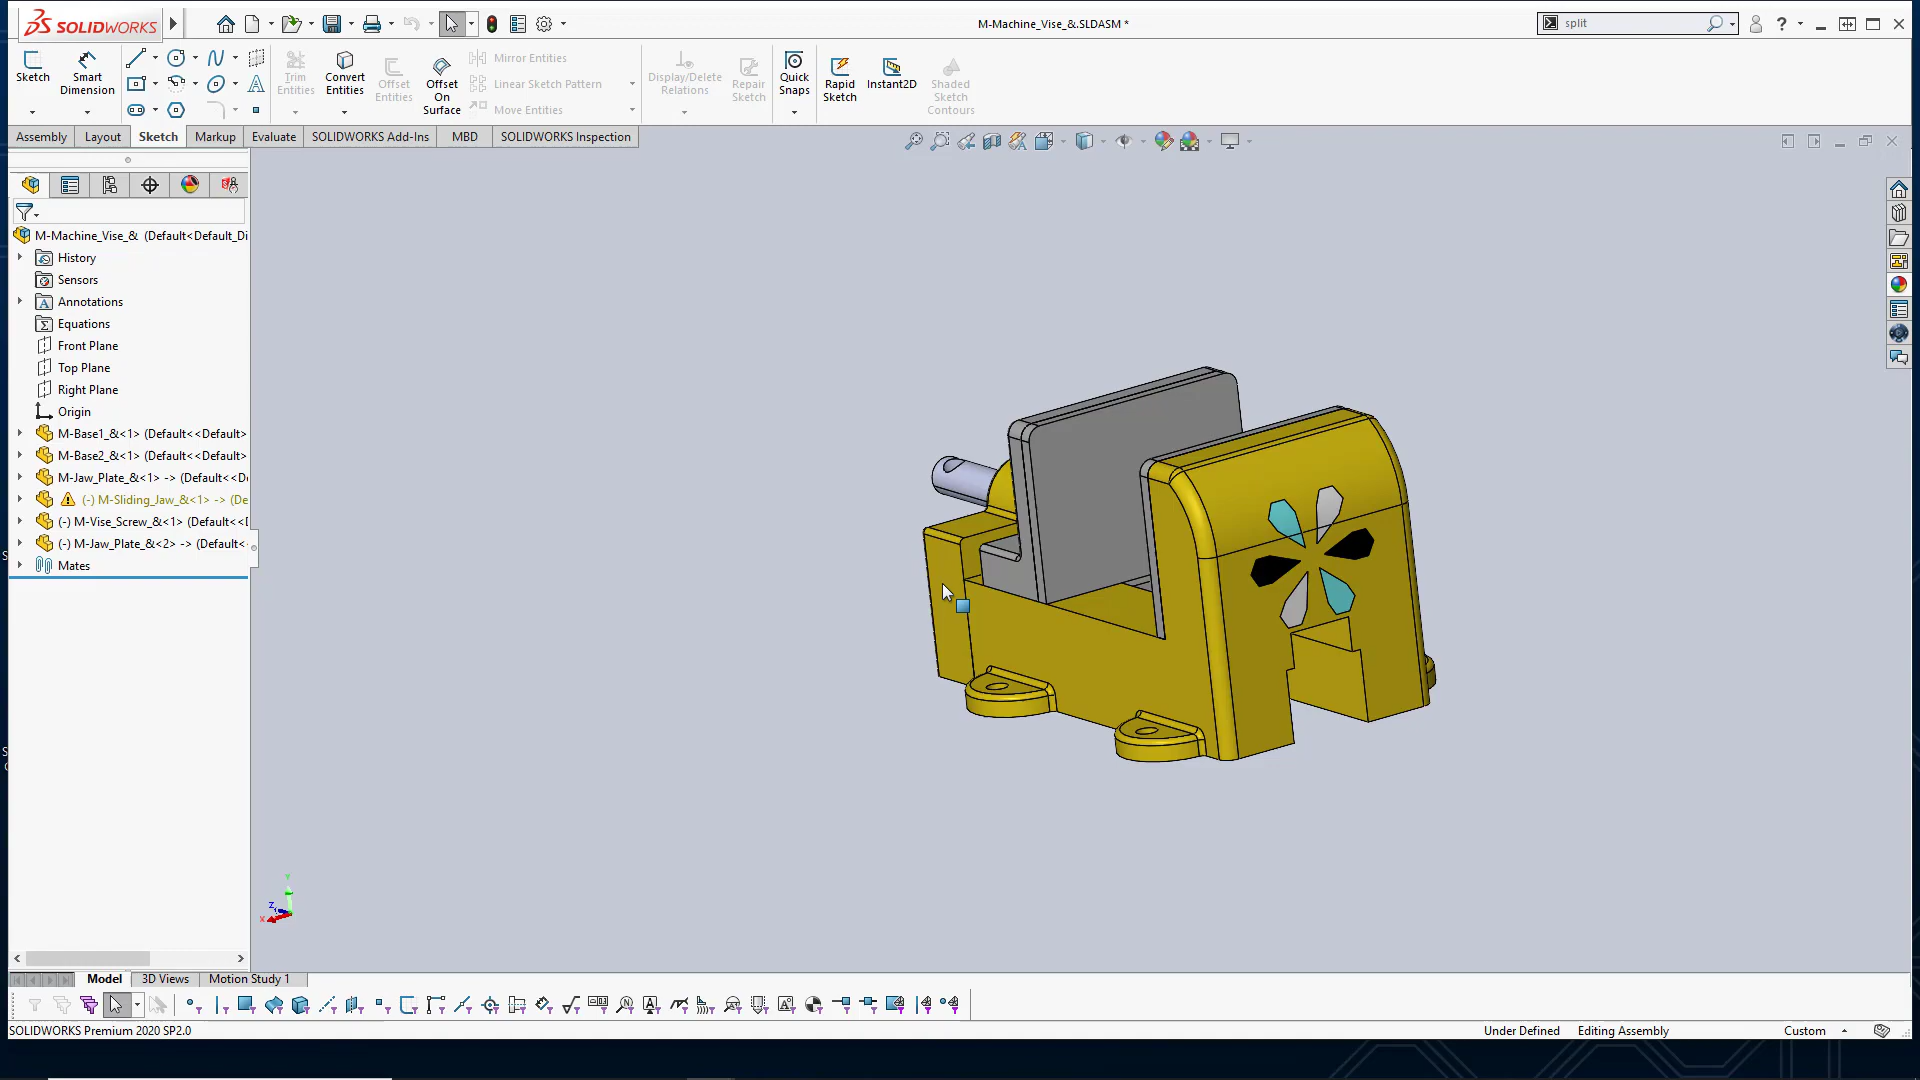 SOLIDWORKS
M-Machine_Vise_&.SLDASM *
split
Sketch
Smart Dimension
Trim Entities
Convert Entities
Offset Entities
Offset On Surface
Mirror Entities
Linear Sketch Pattern
Move Entities
Display/Delete Relations
Repair Sketch
Quick Snaps
Rapid Sketch
Instant2D
Shaded Sketch Contours
Assembly
Layout
Sketch
Markup
Evaluate
SOLIDWORKS Add-Ins
MBD
SOLIDWORKS Inspection
M-Machine_Vise_& (Default<Default_Di
History
Sensors
Annotations
Equations
Front Plane
Top Plane
Right Plane
Origin
M-Base1_&<1> (Default<<Default>
M-Base2_&<1> (Default<<Default>
M-Jaw_Plate_&<1> -> (Default<<D
(-) M-Sliding_Jaw_&<1> -> (De
(-) M-Vise_Screw_&<1> (Default<<
(-) M-Jaw_Plate_&<2> -> (Default<
Mates
Y
Z
X
Model
3D Views
Motion Study 1
SOLIDWORKS Premium 2020 SP2.0
Under Defined
Editing Assembly
Custom